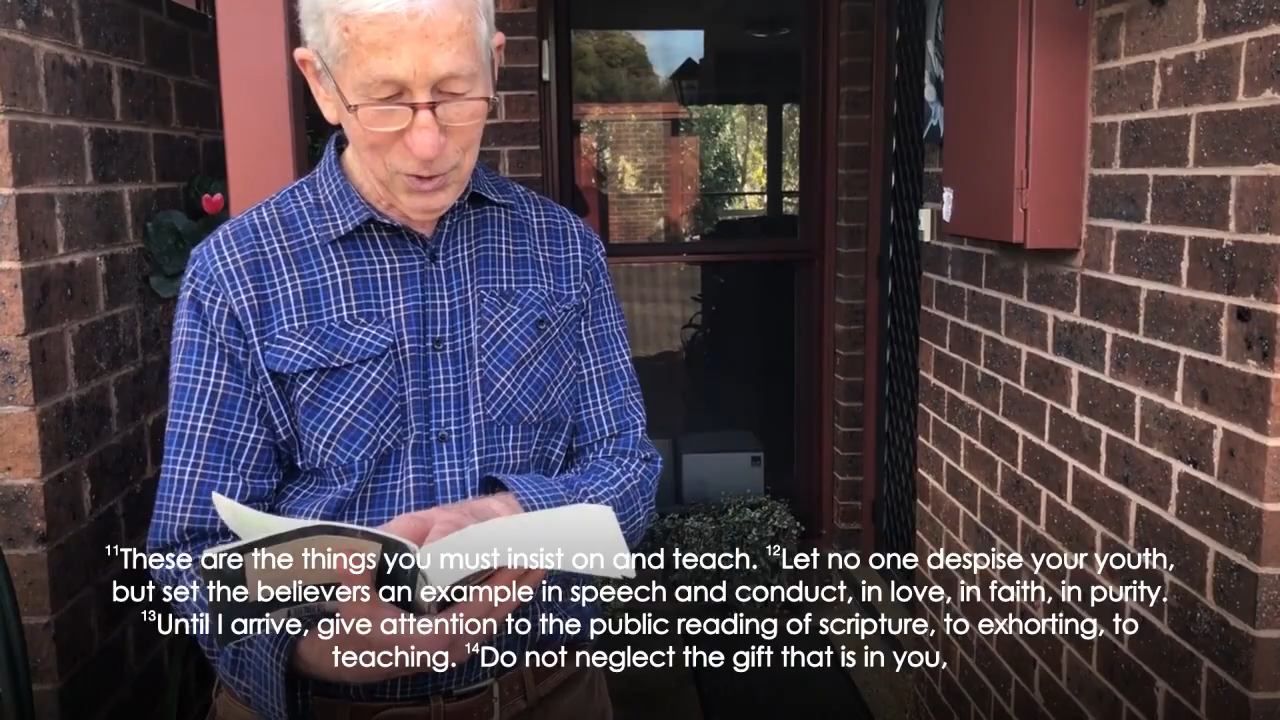 ¹¹These are the things you must insist on and teach. ¹²Let no one despise your youth,
but set the believers an example in speech and conduct, in love, in faith, in purity.
¹³Until I arrive, give attention to the public reading of scripture, to exhorting, to
teaching. ¹⁴Do not neglect the gift that is in you,